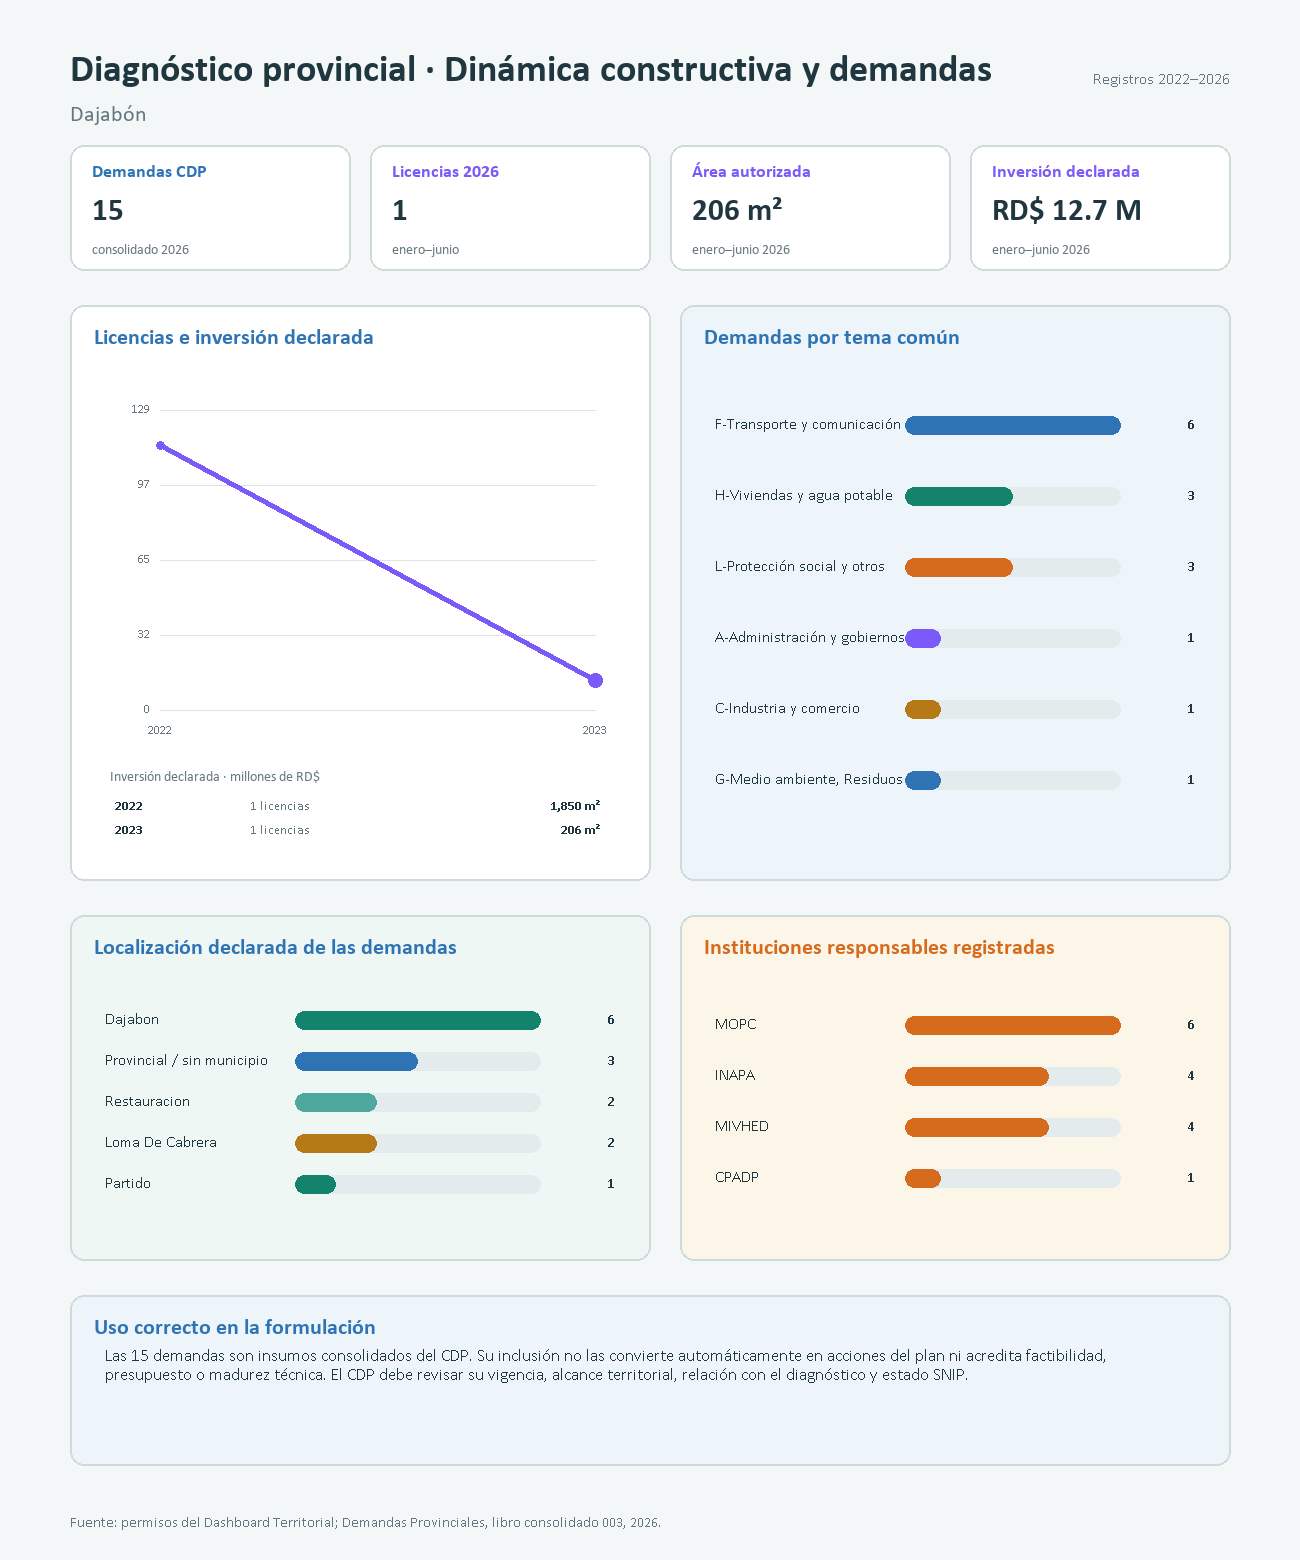 Diagnóstico provincial · Dinámica constructiva y demandas
Registros 2022–2026
Dajabón
Demandas CDP
15
consolidado 2026
Licencias 2026
1
enero–junio
Área autorizada
206 m²
enero–junio 2026
Inversión declarada
RD$ 12.7 M
enero–junio 2026
Licencias e inversión declarada
129
97
65
32
0
2022 2023
Inversión declarada · millones de RD$
2022 1 licencias 1,850 m²
2023 1 licencias 206 m²
Demandas por tema común
F-Transporte y comunicación 6
H-Viviendas y agua potable 3
L-Protección social y otros 3
A-Administración y gobiernos 1
C-Industria y comercio 1
G-Medio ambiente, Residuos 1
Localización declarada de las demandas
Dajabon 6
Provincial / sin municipio 3
Restauracion 2
Loma De Cabrera 2
Partido 1
Instituciones responsables registradas
MOPC 6
INAPA 4
MIVHED 4
CPADP 1
Uso correcto en la formulación
Las 15 demandas son insumos consolidados del CDP. Su inclusión no las convierte automáticamente en acciones del plan ni acredita factibilidad,
presupuesto o madurez técnica. El CDP debe revisar su vigencia, alcance territorial, relación con el diagnóstico y estado SNIP.
Fuente: permisos del Dashboard Territorial; Demandas Provinciales, libro consolidado 003, 2026.